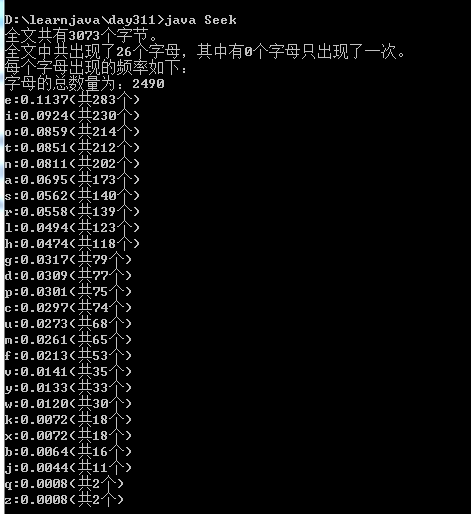 D:\learnjava\day311>java Seek
全文共有3073个字节。
全文中共出现了26个字母，其中有0个字母只出现了一次。
每个字母出现的频率如下：
字母的总数量为：2490
e:0.1137(共283个)
i:0.0924(共230个)
o:0.0859(共214个)
t:0.0851(共212个)
n:0.0811(共202个)
a:0.0695(共173个)
s:0.0562(共140个)
r:0.0558(共139个)
l:0.0494(共123个)
h:0.0474(共118个)
g:0.0317(共79个)
d:0.0309(共77个)
p:0.0301(共75个)
c:0.0297(共74个)
u:0.0273(共68个)
m:0.0261(共65个)
f:0.0213(共53个)
v:0.0141(共35个)
y:0.0133(共33个)
w:0.0120(共30个)
k:0.0072(共18个)
x:0.0072(共18个)
b:0.0064(共16个)
j:0.0044(共11个)
q:0.0008(共2个)
z:0.0008(共2个)